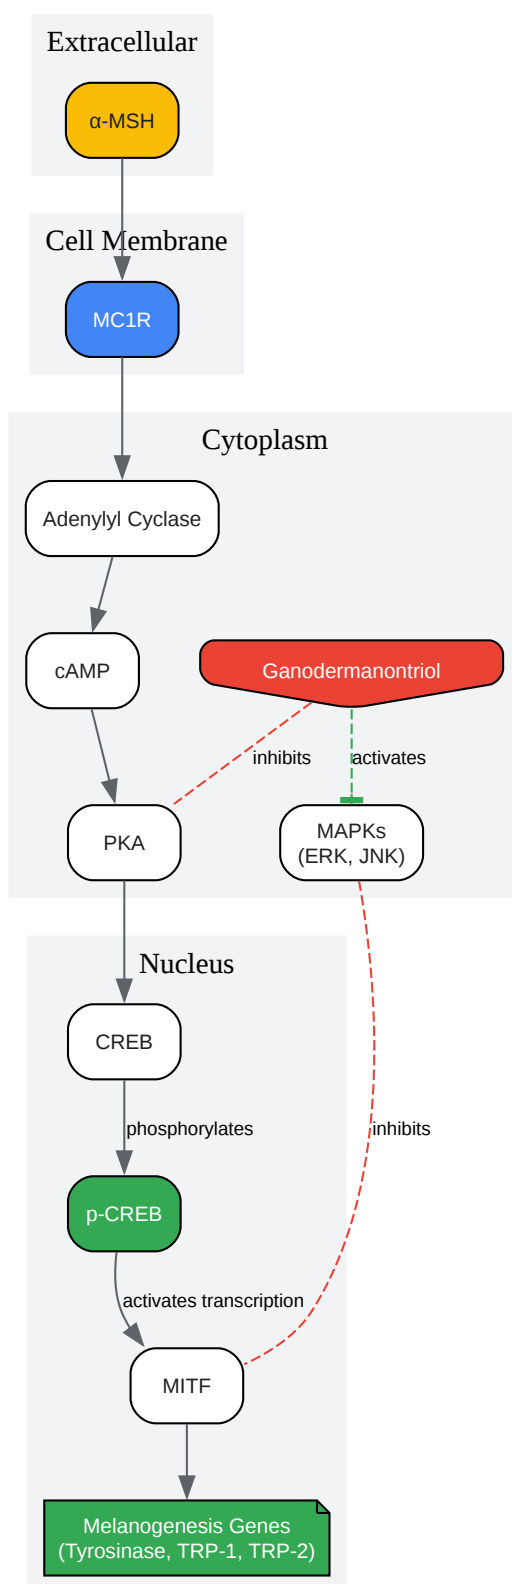 Extracellular
α-MSH
Cell Membrane
MC1R
Cytoplasm
Adenylyl Cyclase
cAMP
Ganodermanontriol
inhibits
activates
PKA
MAPKs
(ERK, JNK)
Nucleus
CREB
phosphorylates
inhibits
p-CREB
activates transcription
MITF
Melanogenesis Genes
(Tyrosinase, TRP-1, TRP-2)